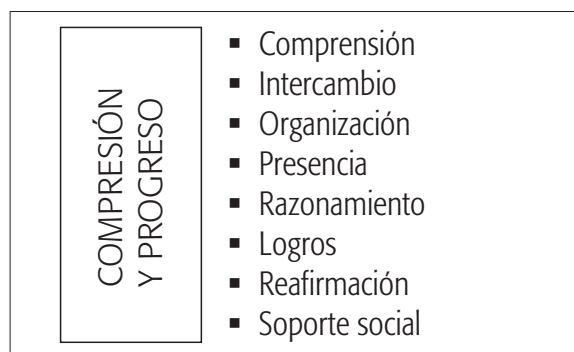 COMPRESIÓN
Y PROGRESO
▪ Comprensión
▪ Intercambio
▪ Organización
▪ Presencia
▪ Razonamiento
▪ Logros
▪ Reafirmación
▪ Soporte social